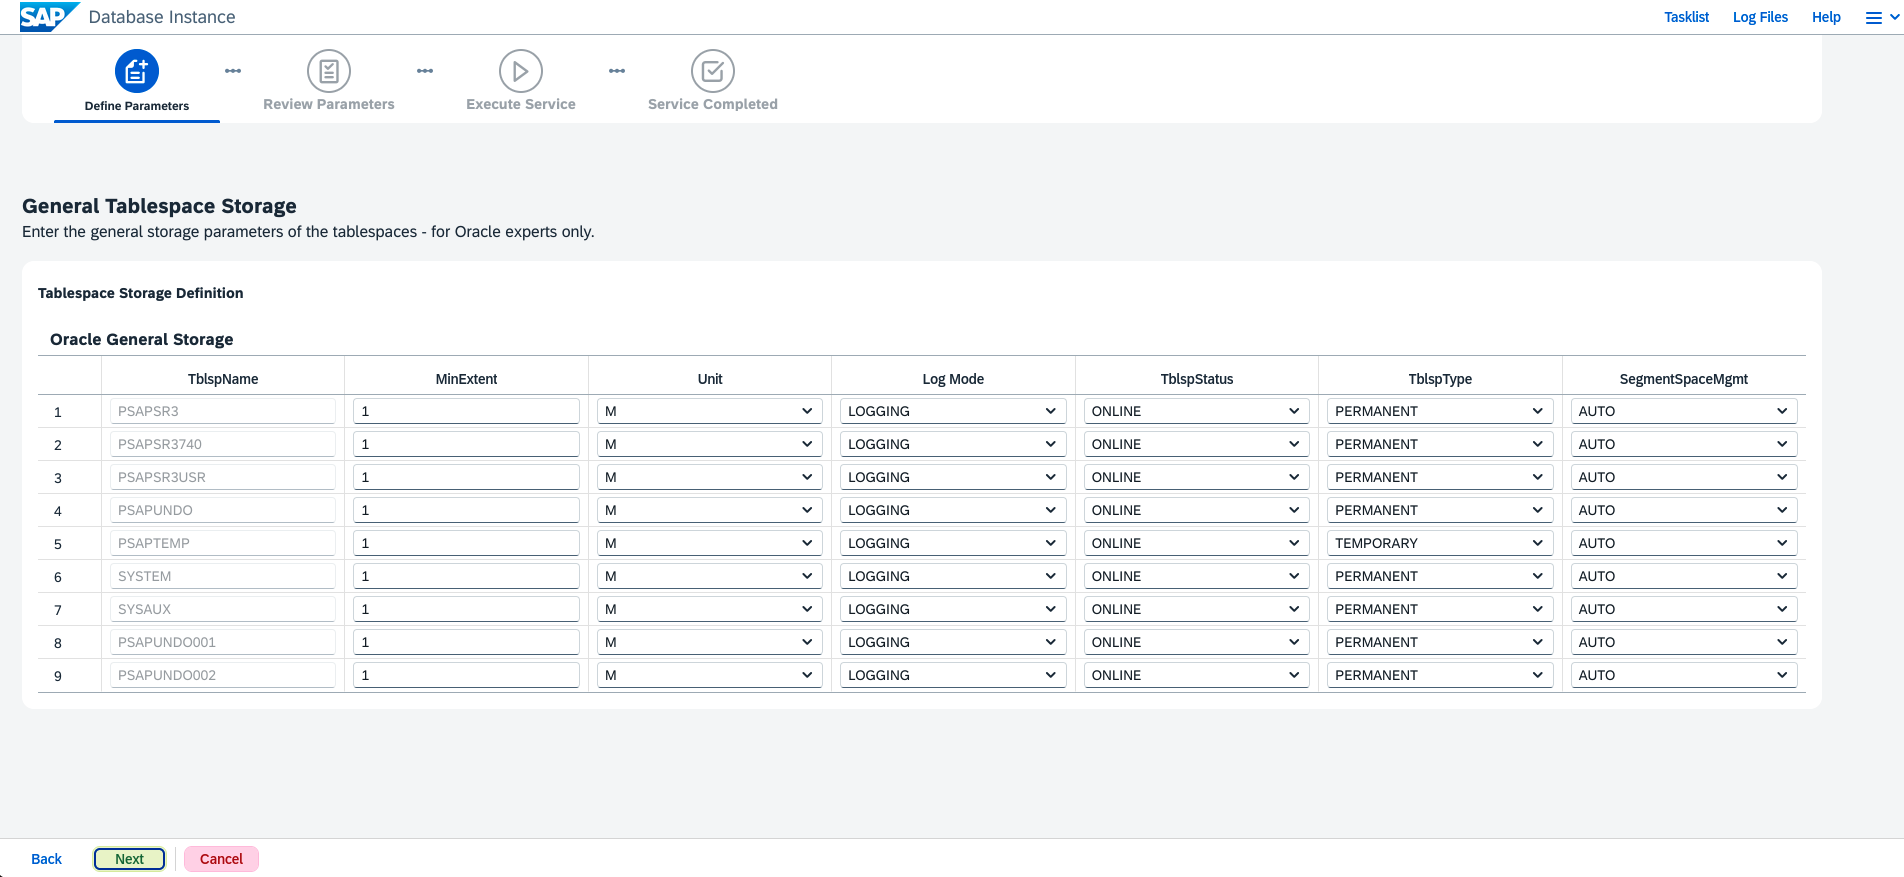 SAP Database Instance Tasklist Log Files Help
Define Parameters Review Parameters Execute Service Service Completed
General Tablespace Storage
Enter the general storage parameters of the tablespaces - for Oracle experts only.
Tablespace Storage Definition
Oracle General Storage
TblspName MinExtent Unit Log Mode TblspStatus TblspType SegmentSpaceMgmt
1 PSAPSR3 1 M LOGGING ONLINE PERMANENT AUTO
2 PSAPSR3740 1 M LOGGING ONLINE PERMANENT AUTO
3 PSAPSR3USR 1 M LOGGING ONLINE PERMANENT AUTO
4 PSAPUNDO 1 M LOGGING ONLINE PERMANENT AUTO
5 PSAPTEMP 1 M LOGGING ONLINE TEMPORARY AUTO
6 SYSTEM 1 M LOGGING ONLINE PERMANENT AUTO
7 SYSAUX 1 M LOGGING ONLINE PERMANENT AUTO
8 PSAPUNDO001 1 M LOGGING ONLINE PERMANENT AUTO
9 PSAPUNDO002 1 M LOGGING ONLINE PERMANENT AUTO
Back Next Cancel